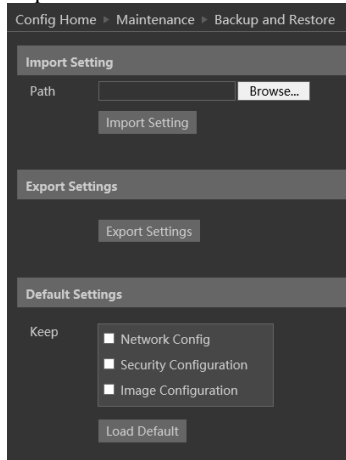 Config Home ▶ Maintenance ▶ Backup and Restore
Import Setting
Path Browse...
Import Setting
Export Settings
Export Settings
Default Settings
Keep
Network Config
Security Configuration
Image Configuration
Load Default